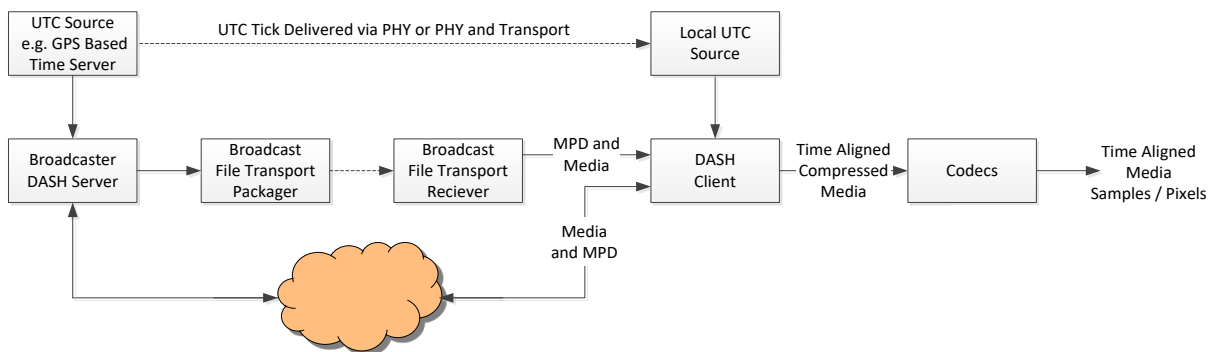 UTC Source
e.g. GPS Based
Time Server
UTC Tick Delivered via PHY or PHY and Transport
Local UTC
Source
Broadcaster
DASH Server
Broadcast
File Transport
Packager
Broadcast
File Transport
Reciever
MPD and
Media
DASH
Client
Time Aligned
Compressed
Media
Codecs
Time Aligned
Media
Samples / Pixels
Media
and MPD